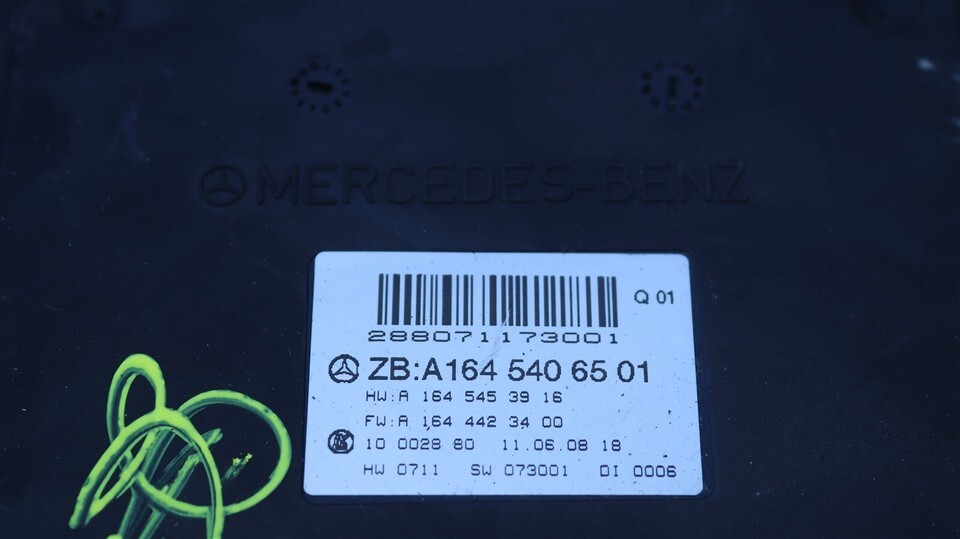 MERCEDES-BENZ
Q 01
288071173001
ZB:A164 540 65 01
HW:A 164 545 39 16
FW:A 164 442 34 00
10 0028 80 11.06.08 18
HW 0711 SW 073001 DI 0006